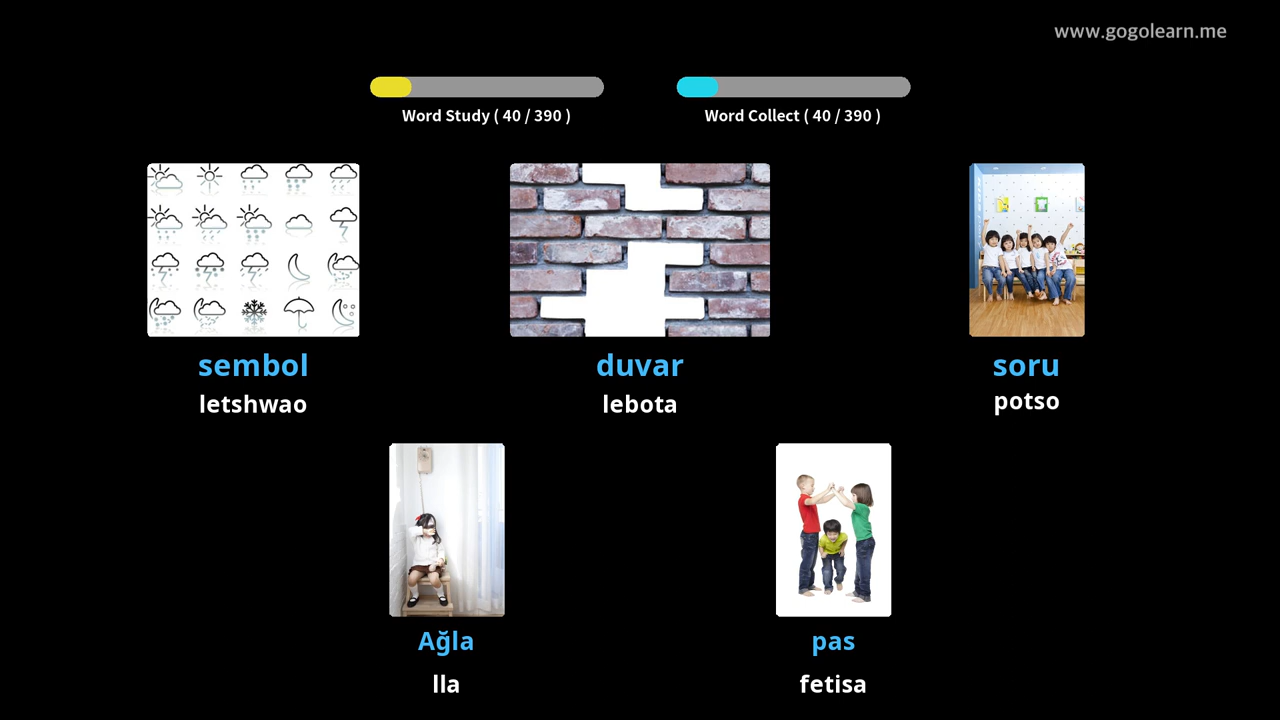 www.gogolearn.me
Word Study ( 40 / 390 )
Word Collect ( 40 / 390 )
sembol
letshwao
duvar
lebota
soru
potso
Ağla
lla
pas
fetisa